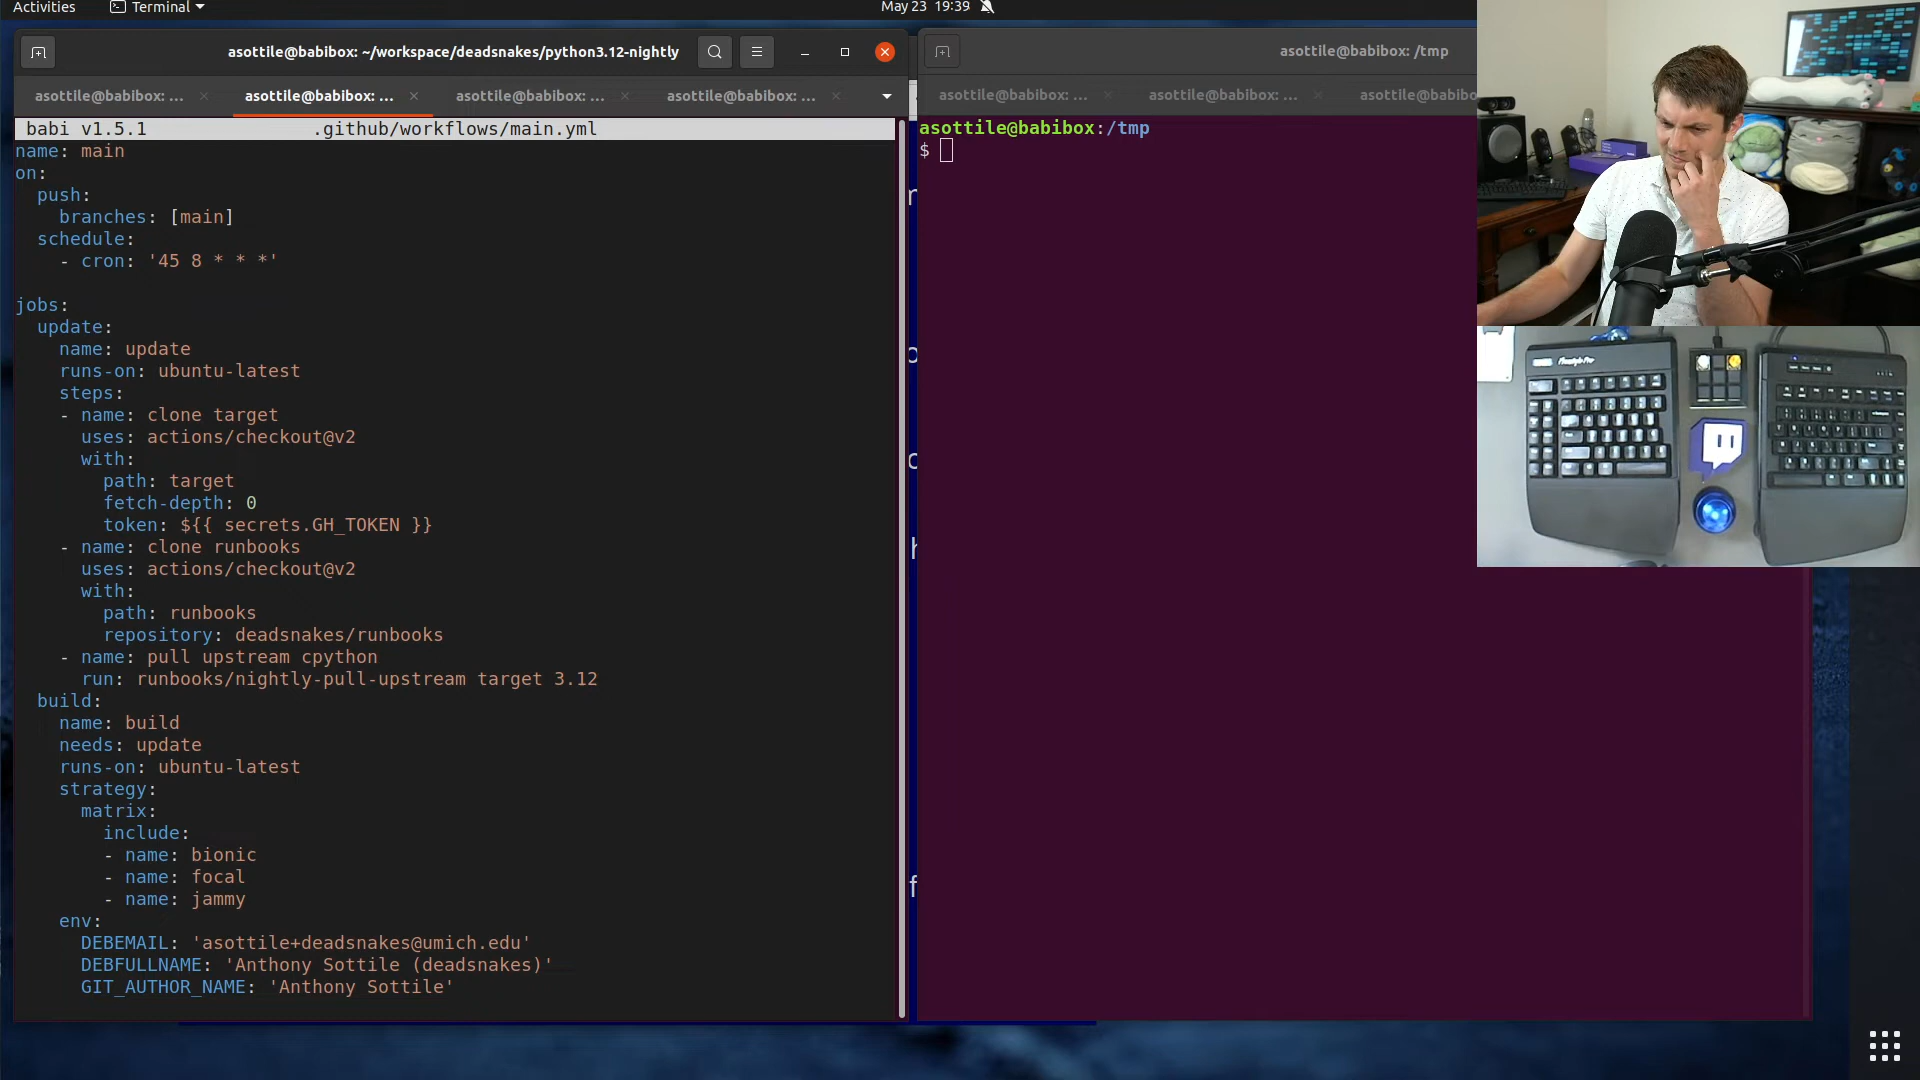 Activities
Terminal
May 23 19:39
asottile@babibox: ~/workspace/deadsnakes/python3.12-nightly
asottile@babibox: ...
asottile@babibox: ...
asottile@babibox: ...
asottile@babibox: ...
babi v1.5.1 .github/workflows/main.yml
name: main
on:
push:
branches: [main]
schedule:
- cron: '45 8 * * *'
jobs:
update:
name: update
runs-on: ubuntu-latest
steps:
- name: clone target
uses: actions/checkout@v2
with:
path: target
fetch-depth: 0
token: ${{ secrets.GH_TOKEN }}
- name: clone runbooks
uses: actions/checkout@v2
with:
path: runbooks
repository: deadsnakes/runbooks
- name: pull upstream cpython
run: runbooks/nightly-pull-upstream target 3.12
build:
name: build
needs: update
runs-on: ubuntu-latest
strategy:
matrix:
include:
- name: bionic
- name: focal
- name: jammy
env:
DEBEMAIL: 'asottile+deadsnakes@umich.edu'
DEBFULLNAME: 'Anthony Sottile (deadsnakes)'
GIT_AUTHOR_NAME: 'Anthony Sottile'
asottile@babibox: /tmp
asottile@babibox: ...
asottile@babibox: ...
asottile@babibo
asottile@babibox:/tmp
$